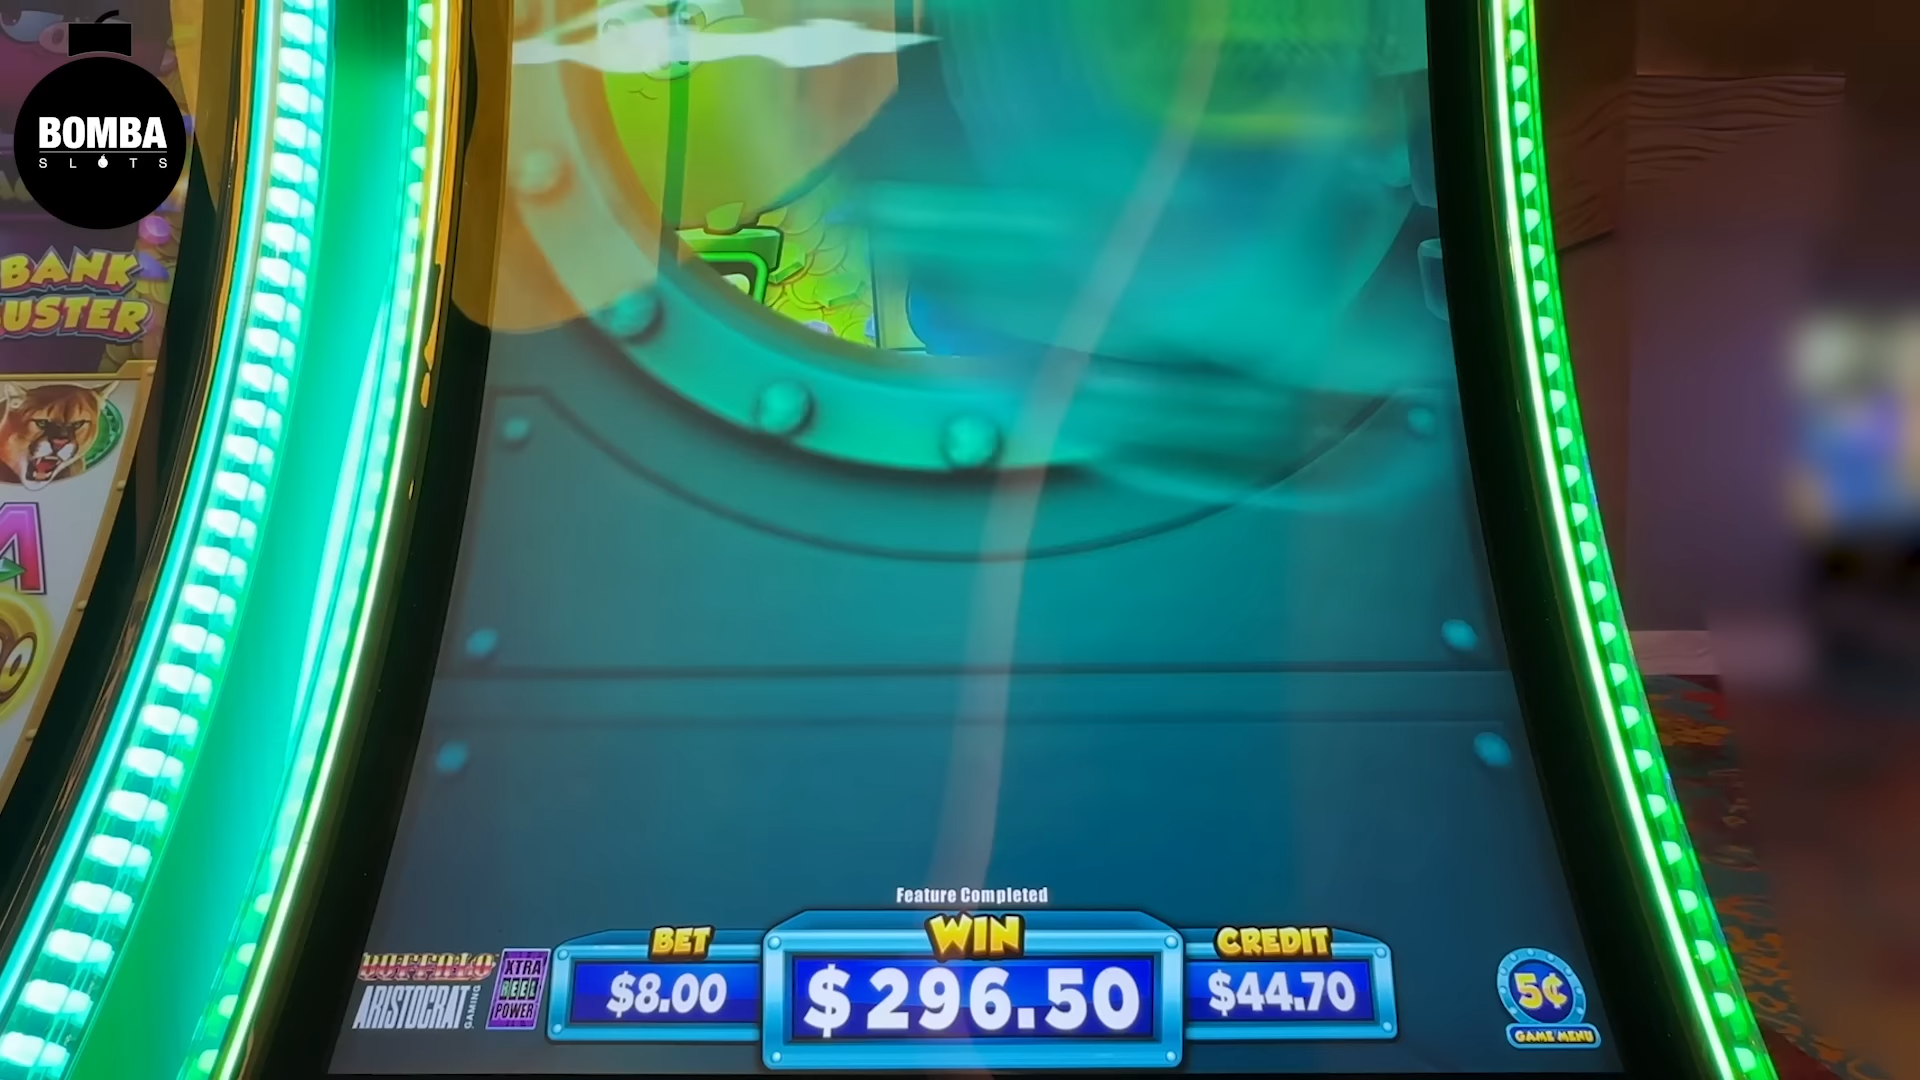 BOMBA
SLOTS
BANK
USTER
A
Feature Completed
BET
WIN
CREDIT
$8.00
$296.50
$44.70
BUFFALO
ARISTOCRAT
GAMING
XTRA
REEL
POWER
5¢
GAME MENU